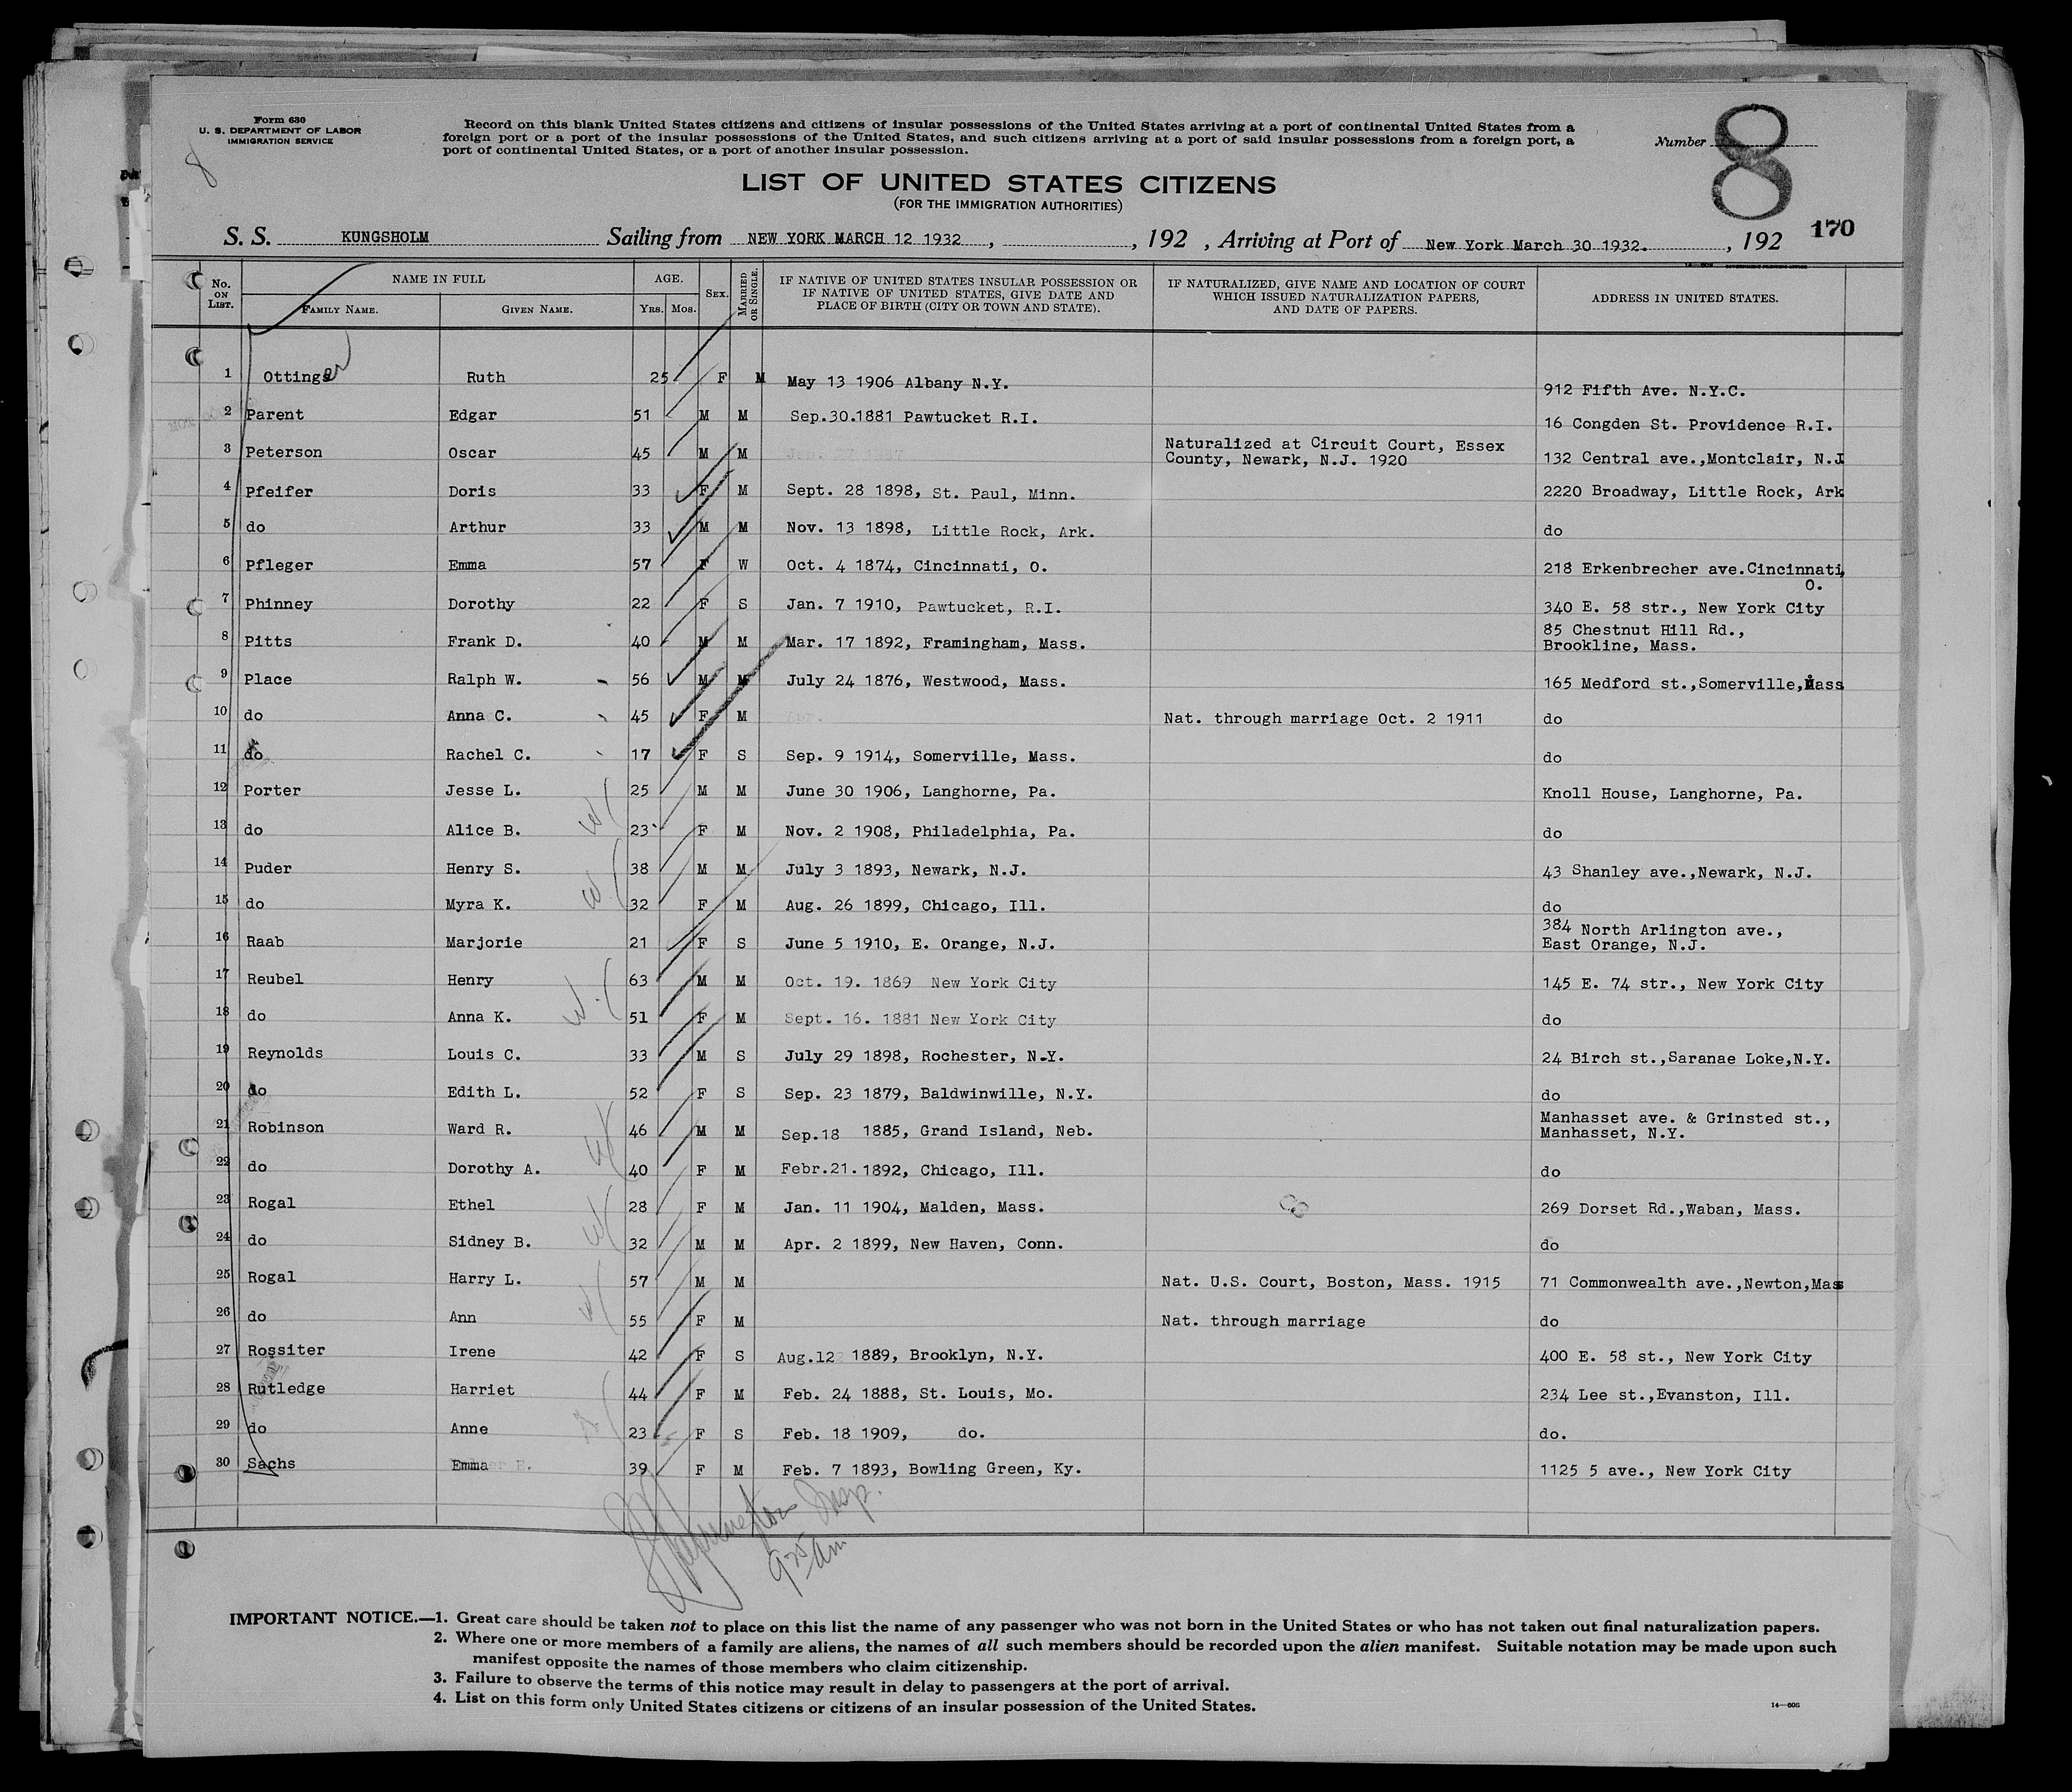 Form 630
U. S. DEPARTMENT OF LABOR
IMMIGRATION SERVICE
8
Record on this blank United States citizens and citizens of insular possessions of the United States arriving at a port of continental United States from a
foreign port or a port of the insular possessions of the United States, and such citizens arriving at a port of said insular possessions from a foreign port, a
port of continental United States, or a port of another insular possession.
Number 8
LIST OF UNITED STATES CITIZENS
(FOR THE IMMIGRATION AUTHORITIES)
170
S. S. KUNGSHOLM Sailing from NEW YORK MARCH 12 1932 , , 192 , Arriving at Port of New York March 30 1932. , 192
No. ON LIST. NAME IN FULL FAMILY NAME. GIVEN NAME. AGE. YRS. MOS. SEX. MARRIED OR SINGLE. IF NATIVE OF UNITED STATES INSULAR POSSESSION OR IF NATIVE OF UNITED STATES, GIVE DATE AND PLACE OF BIRTH (CITY OR TOWN AND STATE). IF NATURALIZED, GIVE NAME AND LOCATION OF COURT WHICH ISSUED NATURALIZATION PAPERS, AND DATE OF PAPERS. ADDRESS IN UNITED STATES.
1 Ottinger Ruth 25 F M May 13 1906 Albany N.Y. 912 Fifth Ave. N.Y.C.
2 Parent Edgar 51 M M Sep.30.1881 Pawtucket R.I. 16 Congden St. Providence R.I.
3 Peterson Oscar 45 M M Naturalized at Circuit Court, Essex County, Newark, N.J. 1920 132 Central ave.,Montclair, N.J
4 Pfeifer Doris 33 F M Sept. 28 1898, St. Paul, Minn. 2220 Broadway, Little Rock, Ark
5 do Arthur 33 M M Nov. 13 1898, Little Rock, Ark. do
6 Pfleger Emma 57 F W Oct. 4 1874, Cincinnati, O. 218 Erkenbrecher ave.Cincinnati, O.
7 Phinney Dorothy 22 F S Jan. 7 1910, Pawtucket, R.I. 340 E. 58 str., New York City
8 Pitts Frank D. 40 M M Mar. 17 1892, Framingham, Mass. 85 Chestnut Hill Rd., Brookline, Mass.
9 Place Ralph W. 56 M M July 24 1876, Westwood, Mass. 165 Medford st.,Somerville,Mass
10 do Anna C. 45 F M Nat. through marriage Oct. 2 1911 do
11 do Rachel C. 17 F S Sep. 9 1914, Somerville, Mass. do
12 Porter Jesse L. 25 M M June 30 1906, Langhorne, Pa. Knoll House, Langhorne, Pa.
13 do Alice B. 23 F M Nov. 2 1908, Philadelphia, Pa. do
14 Puder Henry S. 38 M M July 3 1893, Newark, N.J. 43 Shanley ave.,Newark, N.J.
15 do Myra K. 32 F M Aug. 26 1899, Chicago, Ill. do
16 Raab Marjorie 21 F S June 5 1910, E. Orange, N.J. 384 North Arlington ave., East Orange, N.J.
17 Reubel Henry 63 M M Oct. 19. 1869 New York City 145 E. 74 str., New York City
18 do Anna K. 51 F M Sept. 16. 1881 New York City do
19 Reynolds Louis C. 33 M S July 29 1898, Rochester, N.Y. 24 Birch st.,Saranae Loke,N.Y.
20 do Edith L. 52 F S Sep. 23 1879, Baldwinwille, N.Y. do
21 Robinson Ward R. 46 M M Sep.18 1885, Grand Island, Neb. Manhasset ave. & Grinsted st., Manhasset, N.Y.
22 do Dorothy A. 40 F M Febr.21.1892, Chicago, Ill. do
23 Rogal Ethel 28 F M Jan. 11 1904, Malden, Mass. 269 Dorset Rd.,Waban, Mass.
24 do Sidney B. 32 M M Apr. 2 1899, New Haven, Conn. do
25 Rogal Harry L. 57 M M Nat. U.S. Court, Boston, Mass. 1915 71 Commonwealth ave.,Newton,Mass
26 do Ann 55 F M Nat. through marriage do
27 Rossiter Irene 42 F S Aug.12 1889, Brooklyn, N.Y. 400 E. 58 st., New York City
28 Rutledge Harriet 44 F M Feb. 24 1888, St. Louis, Mo. 234 Lee st.,Evanston, Ill.
29 do Anne 23 F S Feb. 18 1909, do. do.
30 Sachs Emma 39 F M Feb. 7 1893, Bowling Green, Ky. 1125 5 ave., New York City
Insp.
9 25 am
IMPORTANT NOTICE.—1. Great care should be taken not to place on this list the name of any passenger who was not born in the United States or who has not taken out final naturalization papers.
2. Where one or more members of a family are aliens, the names of all such members should be recorded upon the alien manifest. Suitable notation may be made upon such
manifest opposite the names of those members who claim citizenship.
3. Failure to observe the terms of this notice may result in delay to passengers at the port of arrival.
4. List on this form only United States citizens or citizens of an insular possession of the United States.
14—606